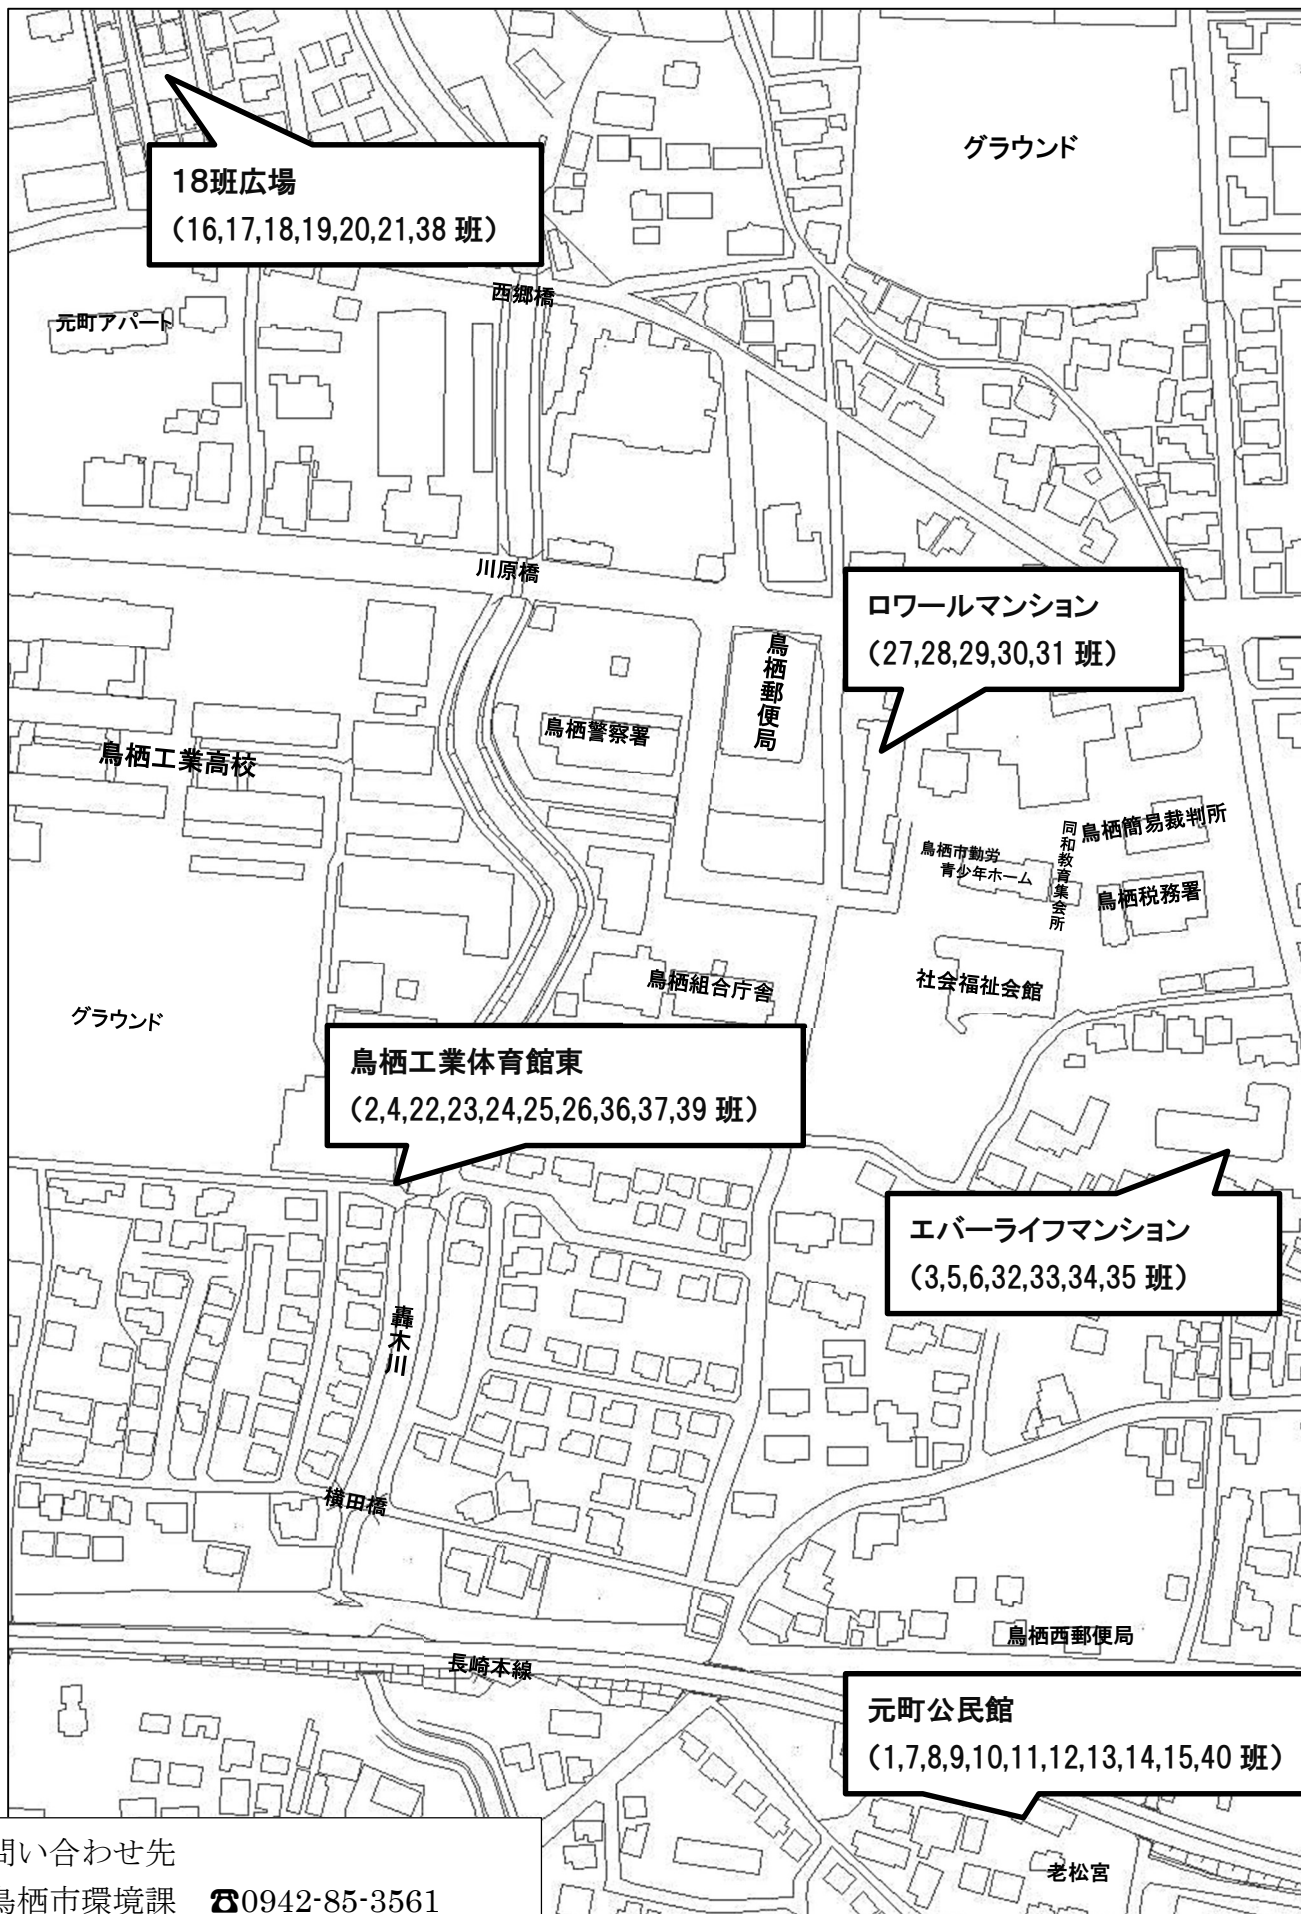 グラウンド
18班広場
(16,17,18,19,20,21,38 班)
西郷橋
元町アパート
川原橋
ロワールマンション
(27,28,29,30,31 班)
鳥栖郵便局
鳥栖警察署
鳥栖工業高校
鳥栖簡易裁判所
同和教育集会所
鳥栖市勤労
青少年ホーム
鳥栖税務署
鳥栖組合庁舎
社会福祉会館
グラウンド
鳥栖工業体育館東
(2,4,22,23,24,25,26,36,37,39 班)
エバーライフマンション
(3,5,6,32,33,34,35 班)
轟木川
横田橋
鳥栖西郵便局
長崎本線
元町公民館
(1,7,8,9,10,11,12,13,14,15,40 班)
老松宮
問い合わせ先
鳥栖市環境課 ☎0942-85-3561